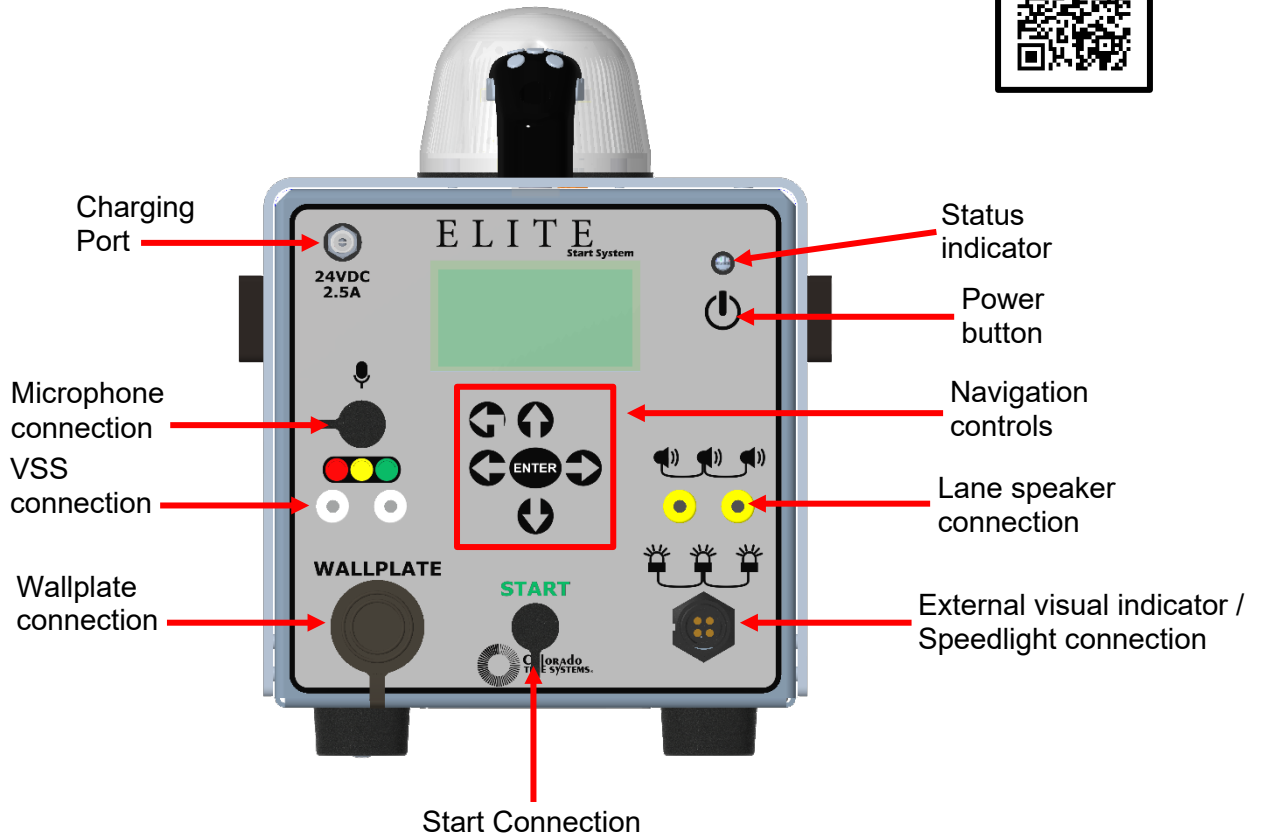 Charging
Port
ELITE
Start System
24VDC
2.5A
Status
indicator
Power
button
Microphone
connection
Navigation
controls
ENTER
VSS
connection
Lane speaker
connection
Wallplate
connection
WALLPLATE
START
External visual indicator /
Speedlight connection
Colorado
TIME SYSTEMS.
Start Connection